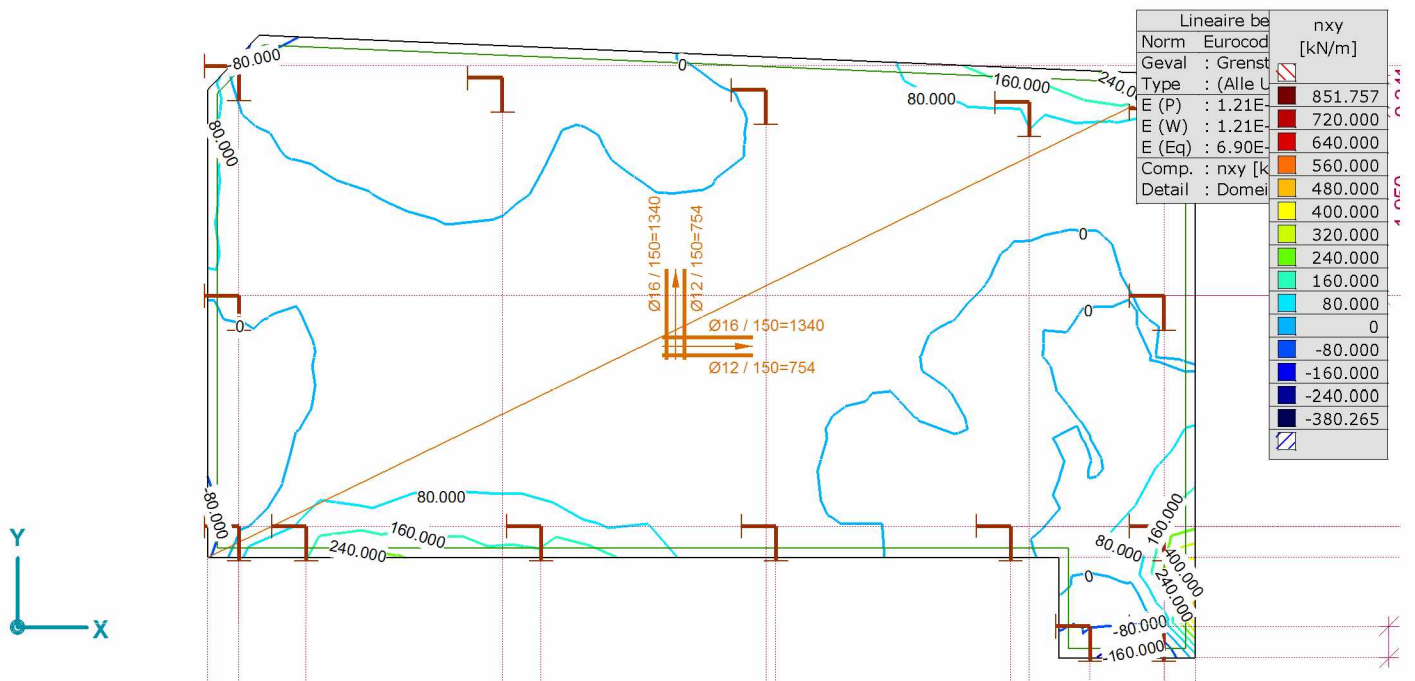 Lineaire be
Norm Eurocod
Geval : Grenst
Type : (Alle U
E (P) : 1.21E-
E (W) : 1.21E-
E (Eq) : 6.90E-
Comp. : nxy [k
Detail : Domei
nxy
[kN/m]
851.757
720.000
640.000
560.000
480.000
400.000
320.000
240.000
160.000
80.000
0
-80.000
-160.000
-240.000
-380.265
-80.000
0
160.000
240.0
80.000
80.000
Ø16 / 150=1340
Ø12 / 150=754
Ø16 / 150=1340
Ø12 / 150=754
0
0
0
-80.000
80.000
160.000
240.000
160.000
80.000
400.000
240.000
0
-80.000
-160.000
Y
X